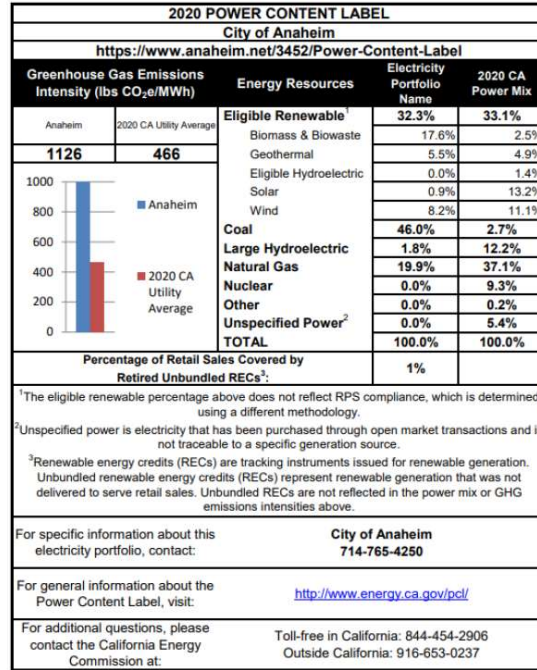 2020 POWER CONTENT LABEL
City of Anaheim
https://www.anaheim.net/3452/Power-Content-Label
Greenhouse Gas Emissions
Intensity (lbs CO₂e/MWh)
Energy Resources
Electricity
Portfolio
Name
2020 CA
Power Mix
Anaheim
2020 CA Utility Average
1126
466
1000
800
600
400
200
0
Anaheim
2020 CA
Utility
Average
Eligible Renewable¹ 32.3% 33.1%
Biomass & Biowaste 17.6% 2.5%
Geothermal 5.5% 4.9%
Eligible Hydroelectric 0.0% 1.4%
Solar 0.9% 13.2%
Wind 8.2% 11.1%
Coal 46.0% 2.7%
Large Hydroelectric 1.8% 12.2%
Natural Gas 19.9% 37.1%
Nuclear 0.0% 9.3%
Other 0.0% 0.2%
Unspecified Power² 0.0% 5.4%
TOTAL 100.0% 100.0%
Percentage of Retail Sales Covered by
Retired Unbundled RECs³:
1%
¹The eligible renewable percentage above does not reflect RPS compliance, which is determined
using a different methodology.
²Unspecified power is electricity that has been purchased through open market transactions and i
not traceable to a specific generation source.
³Renewable energy credits (RECs) are tracking instruments issued for renewable generation.
Unbundled renewable energy credits (RECs) represent renewable generation that was not
delivered to serve retail sales. Unbundled RECs are not reflected in the power mix or GHG
emissions intensities above.
For specific information about this
electricity portfolio, contact:
City of Anaheim
714-765-4250
For general information about the
Power Content Label, visit:
http://www.energy.ca.gov/pcl/
For additional questions, please
contact the California Energy
Commission at:
Toll-free in California: 844-454-2906
Outside California: 916-653-0237